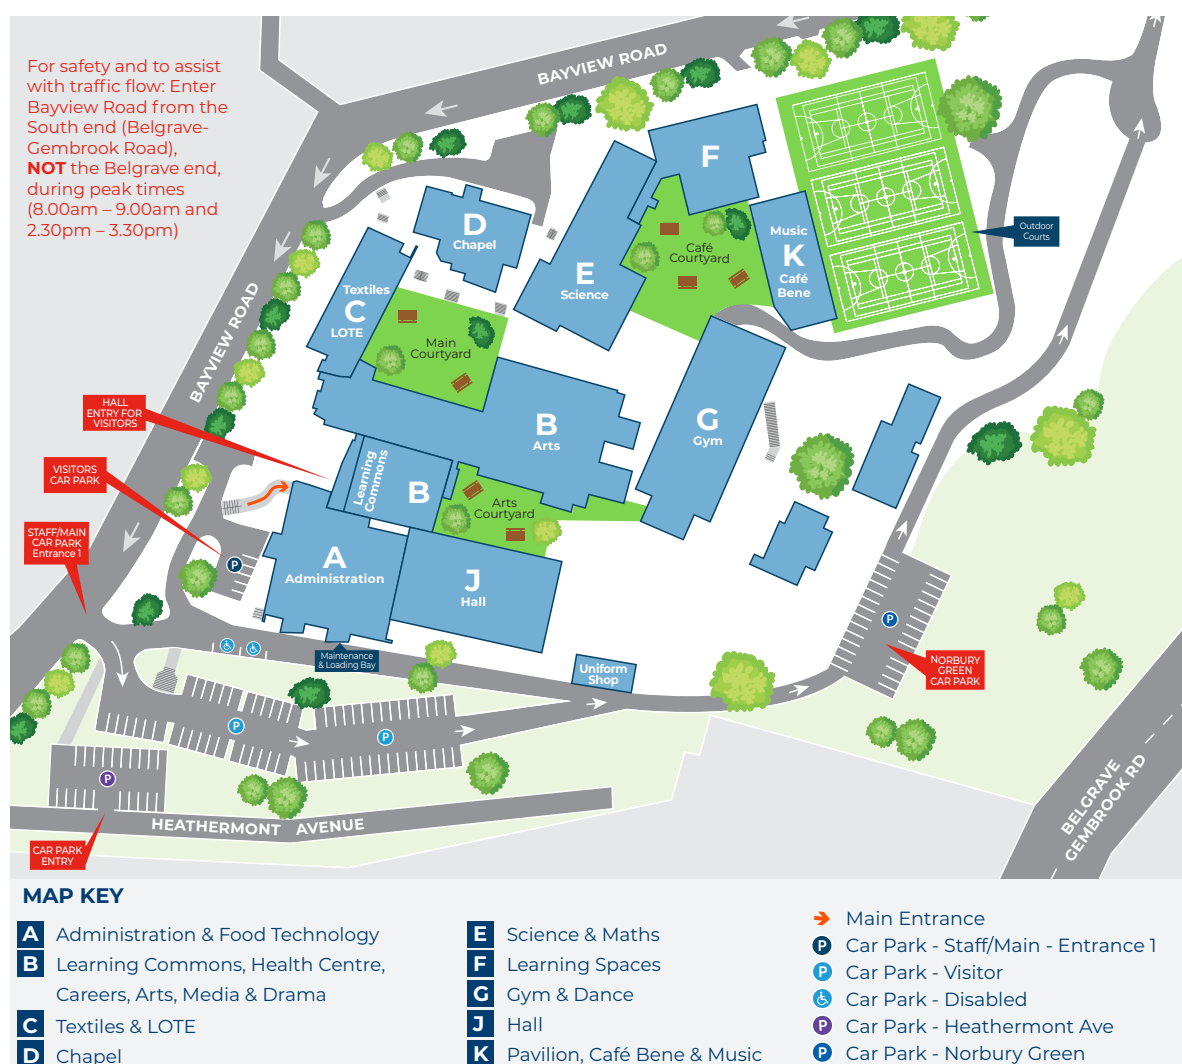 For safety and to assist
with traffic flow: Enter
Bayview Road from the
South end (Belgrave-
Gembrook Road),
NOT the Belgrave end,
during peak times
(8.00am – 9.00am and
2.30pm – 3.30pm)
BAYVIEW ROAD
F
D
Chapel
Music
K
Café
Bene
Outdoor
Courts
Café
Courtyard
E
Science
Textiles
C
LOTE
Main
Courtyard
BAYVIEW ROAD
HALL
ENTRY FOR
VISITORS
B
Arts
G
Gym
VISITORS
CAR PARK
Learning
Commons
B
Arts
Courtyard
STAFF/MAIN
CAR PARK
Entrance 1
P
A
Administration
J
Hall
P
Maintenance
& Loading Bay
Uniform
Shop
NORBURY
GREEN
CAR PARK
P
P
P
HEATHERMONT AVENUE
BELGRAVE
GEMBROOK RD
CAR PARK
ENTRY
MAP KEY
A Administration & Food Technology
B Learning Commons, Health Centre,
Careers, Arts, Media & Drama
C Textiles & LOTE
D Chapel
E Science & Maths
F Learning Spaces
G Gym & Dance
J Hall
K Pavilion, Café Bene & Music
Main Entrance
P Car Park - Staff/Main - Entrance 1
P Car Park - Visitor
Car Park - Disabled
P Car Park - Heathermont Ave
P Car Park - Norbury Green